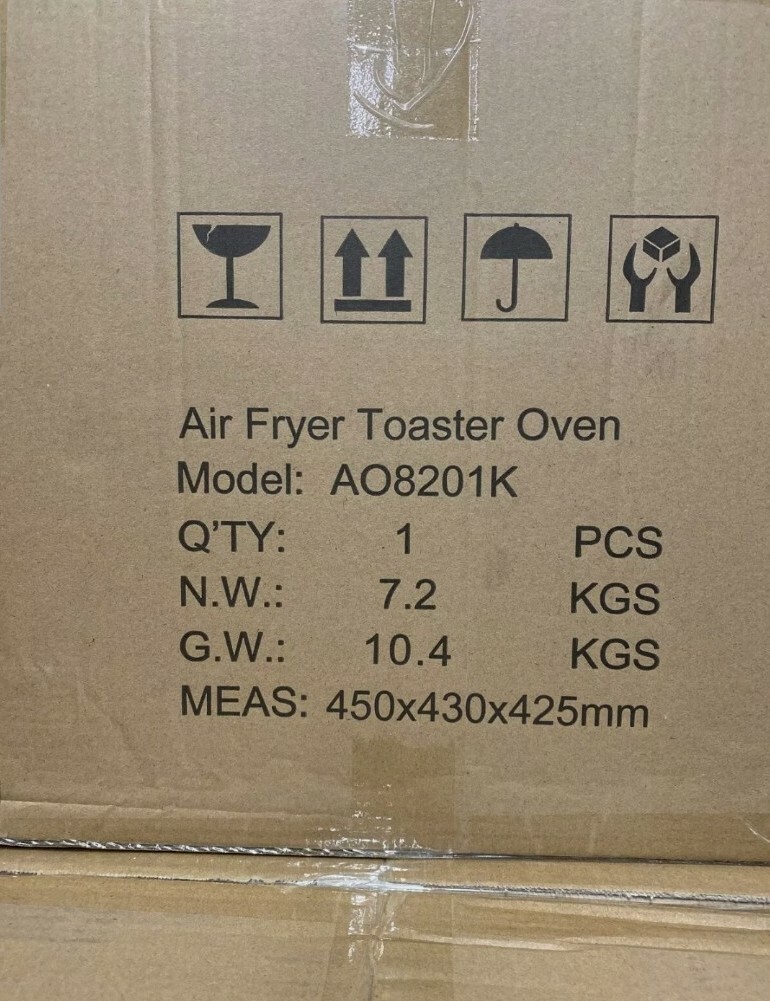 Air Fryer Toaster Oven
Model: AO8201K
Q'TY: 1 PCS
N.W.: 7.2 KGS
G.W.: 10.4 KGS
MEAS: 450x430x425mm